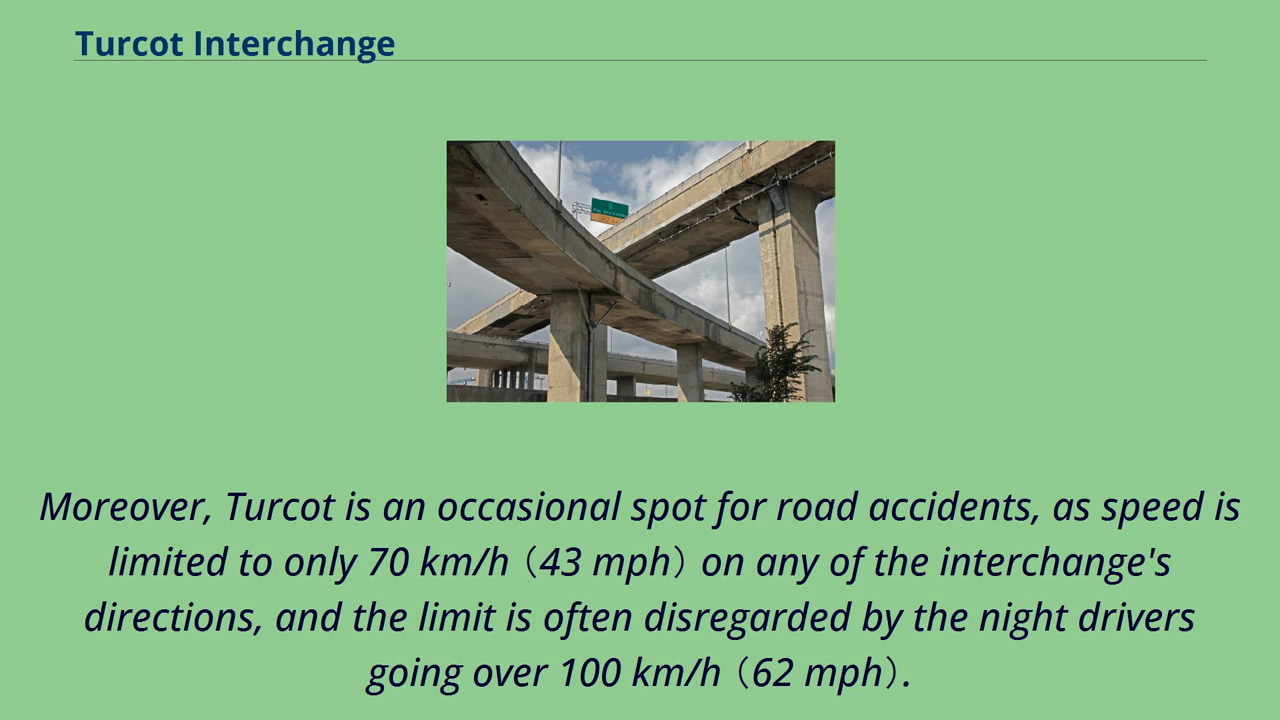 Turcot Interchange
Moreover, Turcot is an occasional spot for road accidents, as speed is
limited to only 70 km/h（43 mph）on any of the interchange's
directions, and the limit is often disregarded by the night drivers
going over 100 km/h（62 mph）.